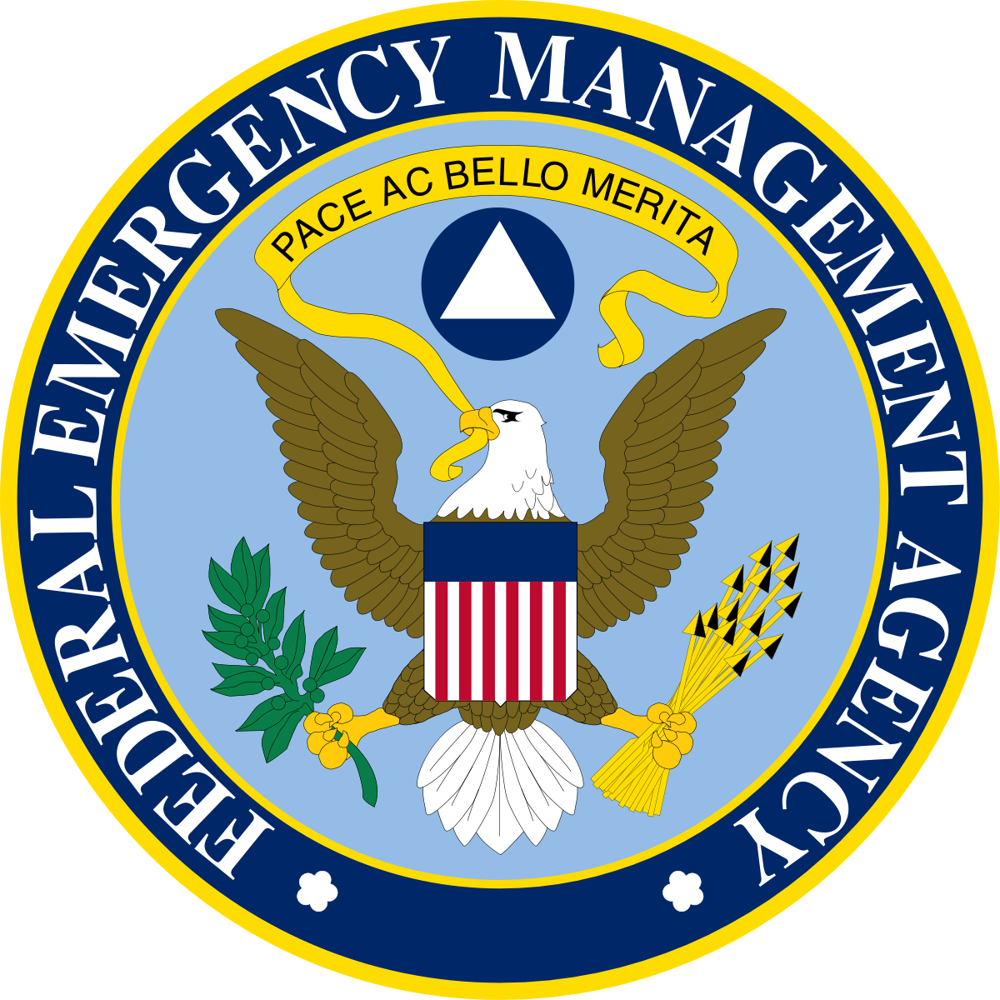 FEDERAL EMERGENCY MANAGEMENT AGENCY
PACE AC BELLO MERITA